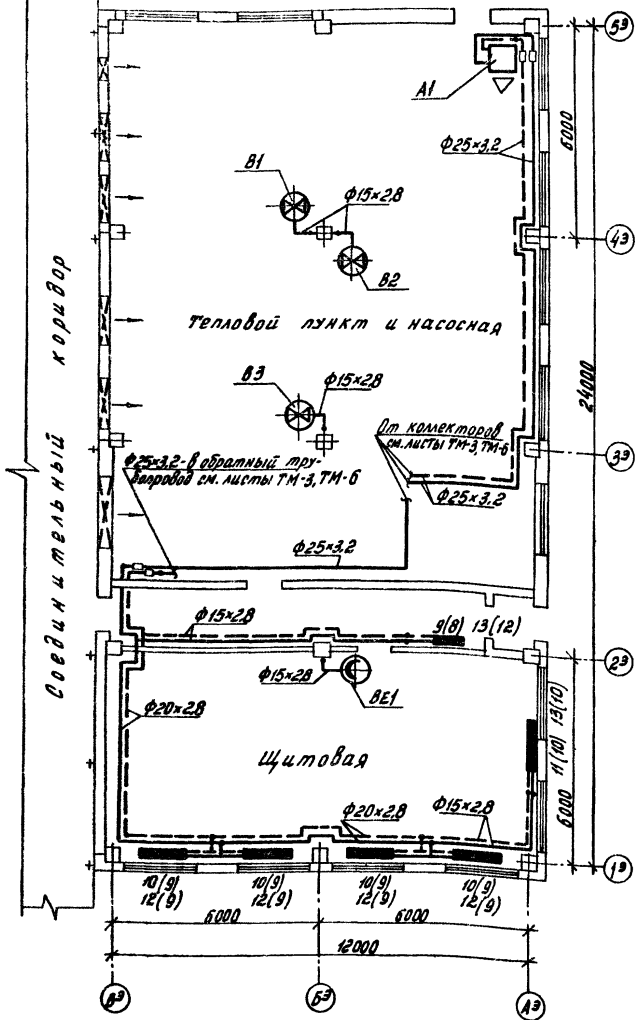 5Э
А1
6000
Ф25×3,2
В1
Ф15×2,8
4Э
В2
Тепловой пункт и насосная
Соединительный коридор
24000
В3
Ф15×2,8
От коллекторов
см. листы ТМ-3, ТМ-6
3Э
Ф25×3,2 - в обратный тру-
бопровод см. листы ТМ-3, ТМ-6
Ф25×3,2
Ф25×3,2
Ф15×2,8
9(8) 13(12)
2Э
Ф15×2,8
ВЕ1
Ф20×2,8
11(10) 13(10)
Щитовая
6000
Ф20×2,8
Ф15×2,8
1Э
10(9)
12(9)
10(9)
12(9)
10(9)
12(9)
10(9)
12(9)
6000
6000
12000
ВЭ
БЭ
АЭ